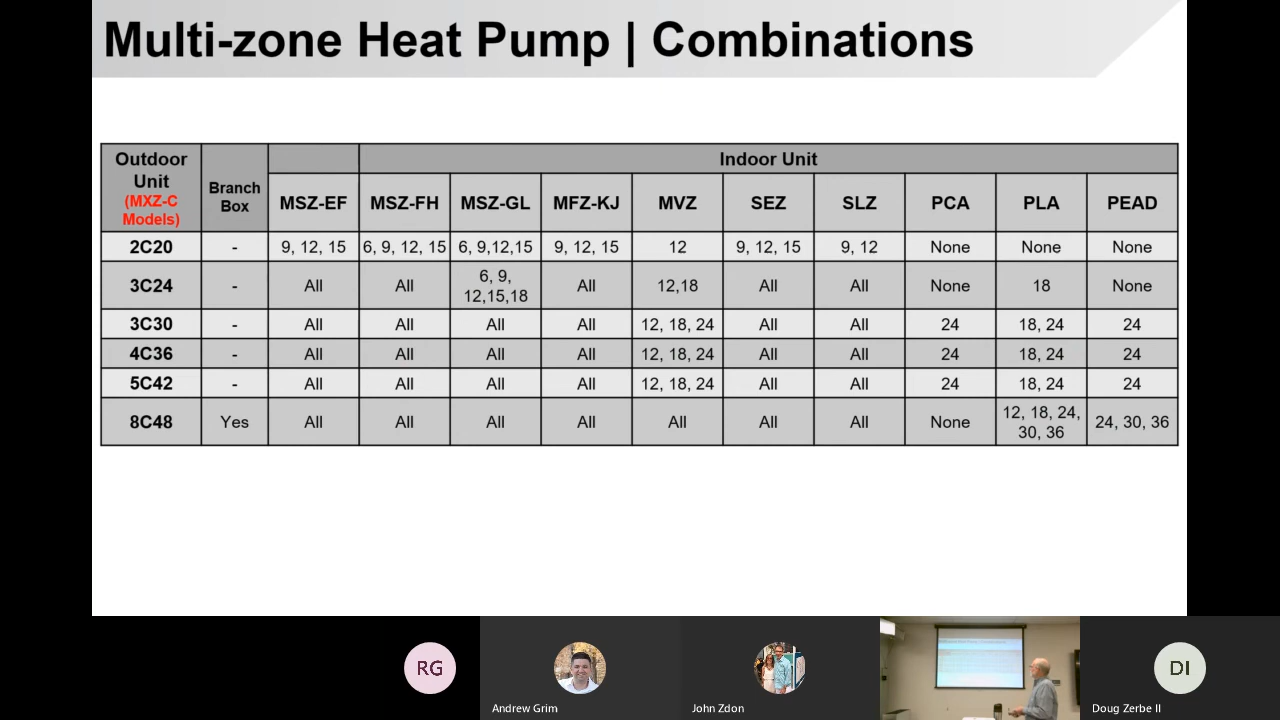 Multi-zone Heat Pump | Combinations
Outdoor Unit (MXZ-C Models) Branch Box Indoor Unit
MSZ-EF MSZ-FH MSZ-GL MFZ-KJ MVZ SEZ SLZ PCA PLA PEAD
2C20 - 9, 12, 15 6, 9, 12, 15 6, 9,12,15 9, 12, 15 12 9, 12, 15 9, 12 None None None
3C24 - All All 6, 9, 12,15,18 All 12,18 All All None 18 None
3C30 - All All All All 12, 18, 24 All All 24 18, 24 24
4C36 - All All All All 12, 18, 24 All All 24 18, 24 24
5C42 - All All All All 12, 18, 24 All All 24 18, 24 24
8C48 Yes All All All All All All All None 12, 18, 24, 30, 36 24, 30, 36
RG
DI
Andrew Grim
John Zdon
Doug Zerbe II